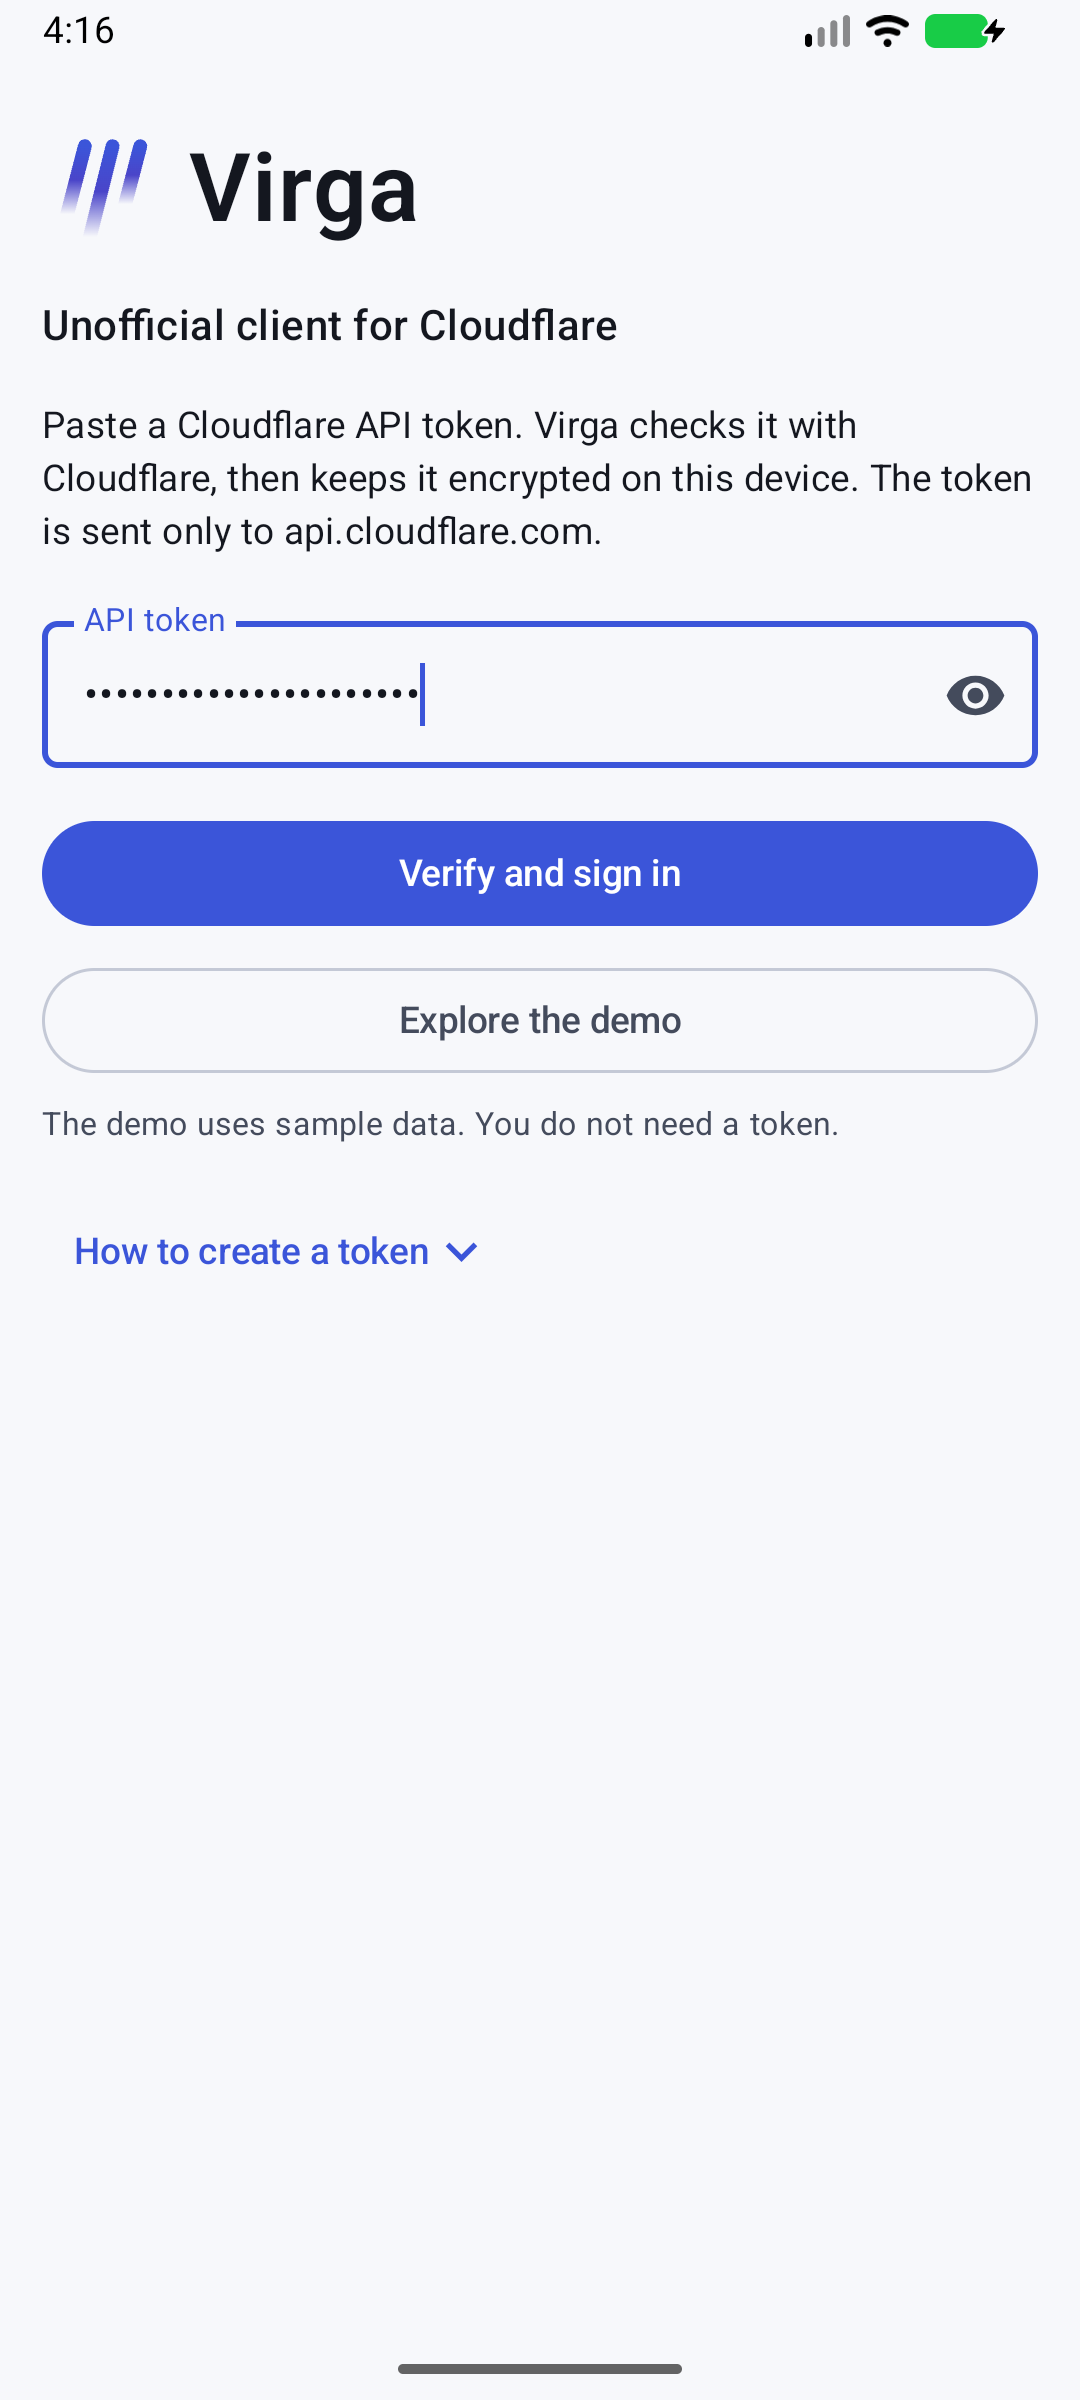 4:16
Virga
Unofficial client for Cloudflare
Paste a Cloudflare API token. Virga checks it with
Cloudflare, then keeps it encrypted on this device. The token
is sent only to api.cloudflare.com.
API token
••••••••••••••••••••••
Verify and sign in
Explore the demo
The demo uses sample data. You do not need a token.
How to create a token